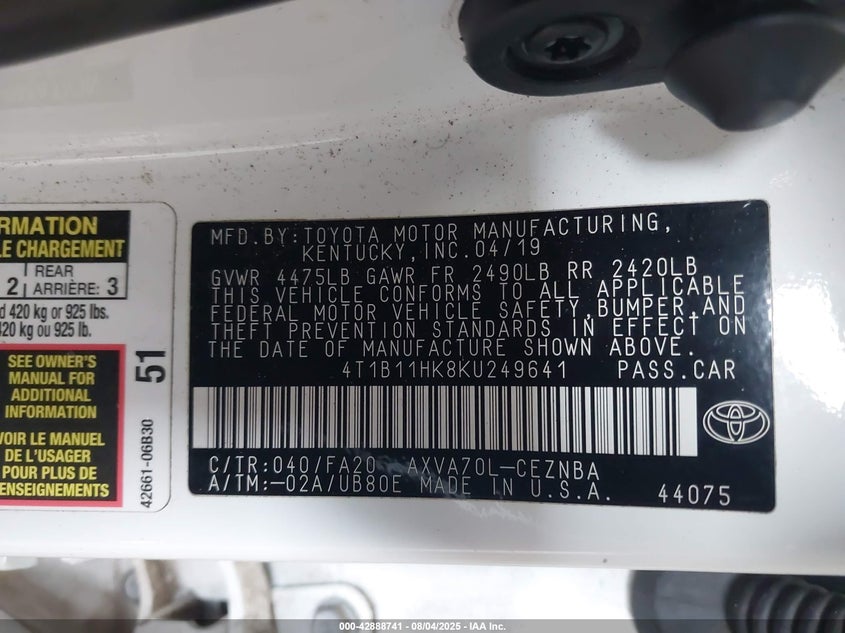 RMATION
LE CHARGEMENT
2 REAR ARRIÈRE: 3
d 420 kg or 925 lbs.
420 kg ou 925 lb.
SEE OWNER'S
MANUAL FOR
ADDITIONAL
INFORMATION
VOIR LE MANUEL
DE L'USAGER
POUR PLUS DE
RENSEIGNEMENTS
51
42661-06B30
MFD.BY:TOYOTA MOTOR MANUFACTURING,
KENTUCKY,INC.04/19
GVWR 4475LB GAWR FR 2490LB RR 2420LB
THIS VEHICLE CONFORMS TO ALL APPLICABLE
FEDERAL MOTOR VEHICLE SAFETY,BUMPER,AND
THEFT PREVENTION STANDARDS IN EFFECT ON
THE DATE OF MANUFACTURE SHOWN ABOVE.
4T1B11HK8KU249641 PASS.CAR
C/TR:040/FA20 AXVA70L-CEZNBA
A/TM:-02A/UB80E MADE IN U.S.A.
44075
000-42888741 - 08/04/2025 - IAA Inc.